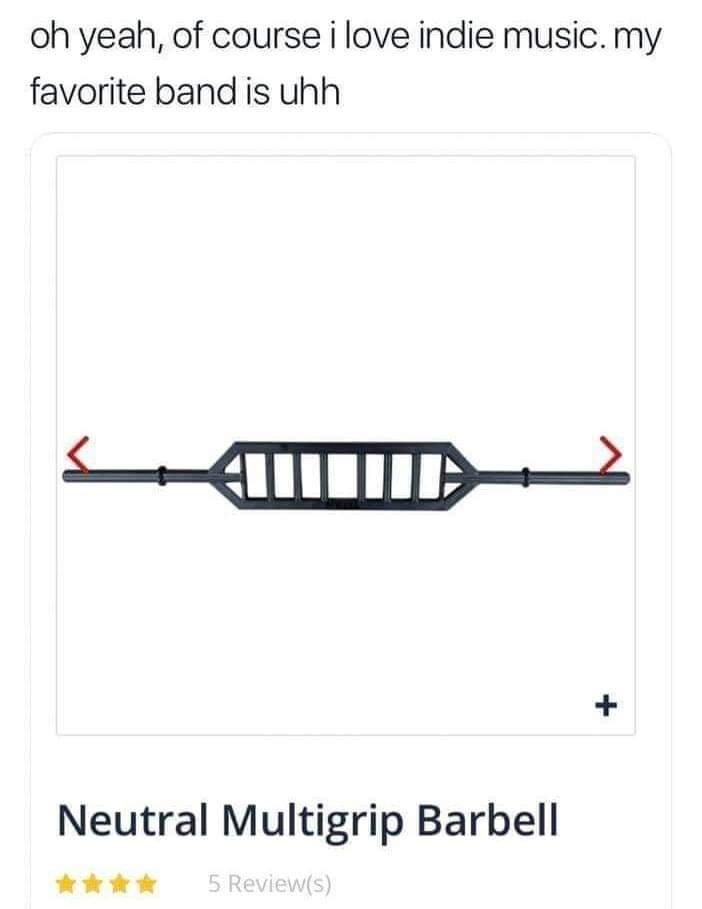 oh yeah, of course i love indie music. my
favorite band is uhh
Neutral Multigrip Barbell
5 Review(s)